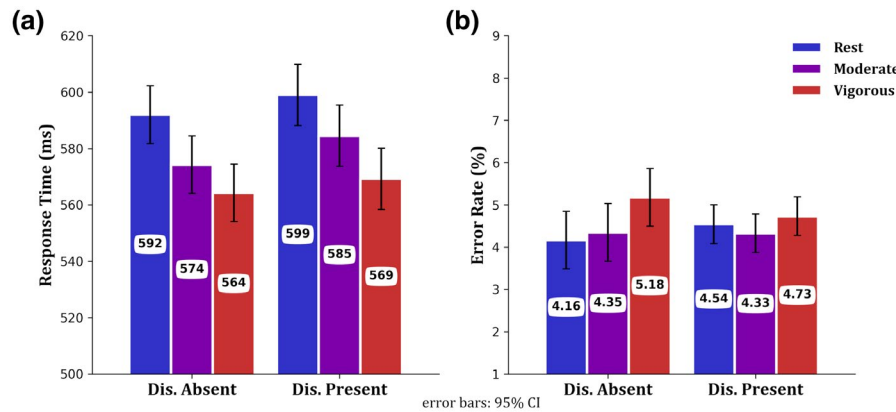 (a)
Response Time (ms)
620
600
580
560
540
520
500
592
574
564
599
585
569
Dis. Absent
Dis. Present
(b)
Error Rate (%)
9
8
7
6
5
4
3
2
1
Rest
Moderate
Vigorous
4.16
4.35
5.18
4.54
4.33
4.73
Dis. Absent
Dis. Present
error bars: 95% CI